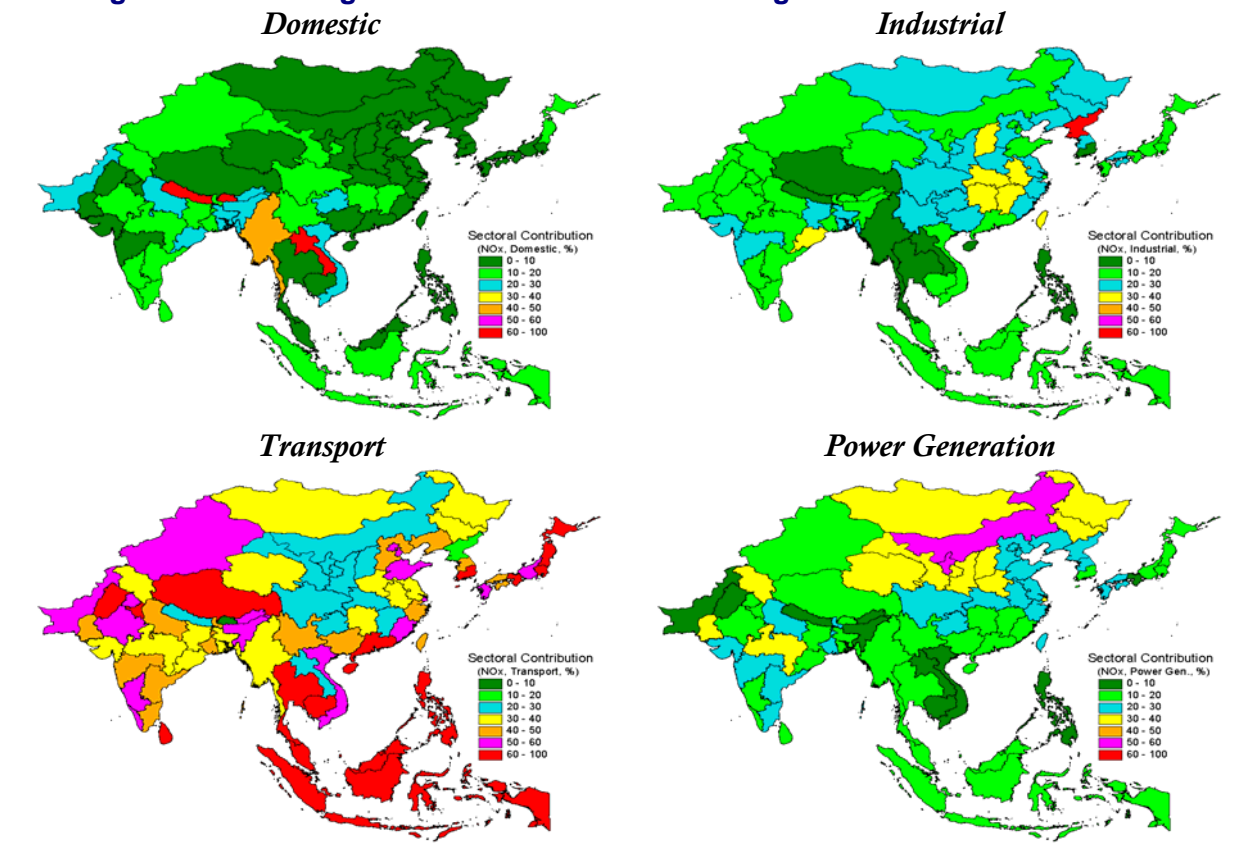 Domestic
Industrial
Sectoral Contribution
(NOx, Domestic, %)
0 - 10
10 - 20
20 - 30
30 - 40
40 - 50
50 - 60
60 - 100
Sectoral Contribution
(NOx, Industrial, %)
0 - 10
10 - 20
20 - 30
30 - 40
40 - 50
50 - 60
60 - 100
Transport
Power Generation
Sectoral Contribution
(NOx, Transport, %)
0 - 10
10 - 20
20 - 30
30 - 40
40 - 50
50 - 60
60 - 100
Sectoral Contribution
(NOx, Power Gen., %)
0 - 10
10 - 20
20 - 30
30 - 40
40 - 50
50 - 60
60 - 100